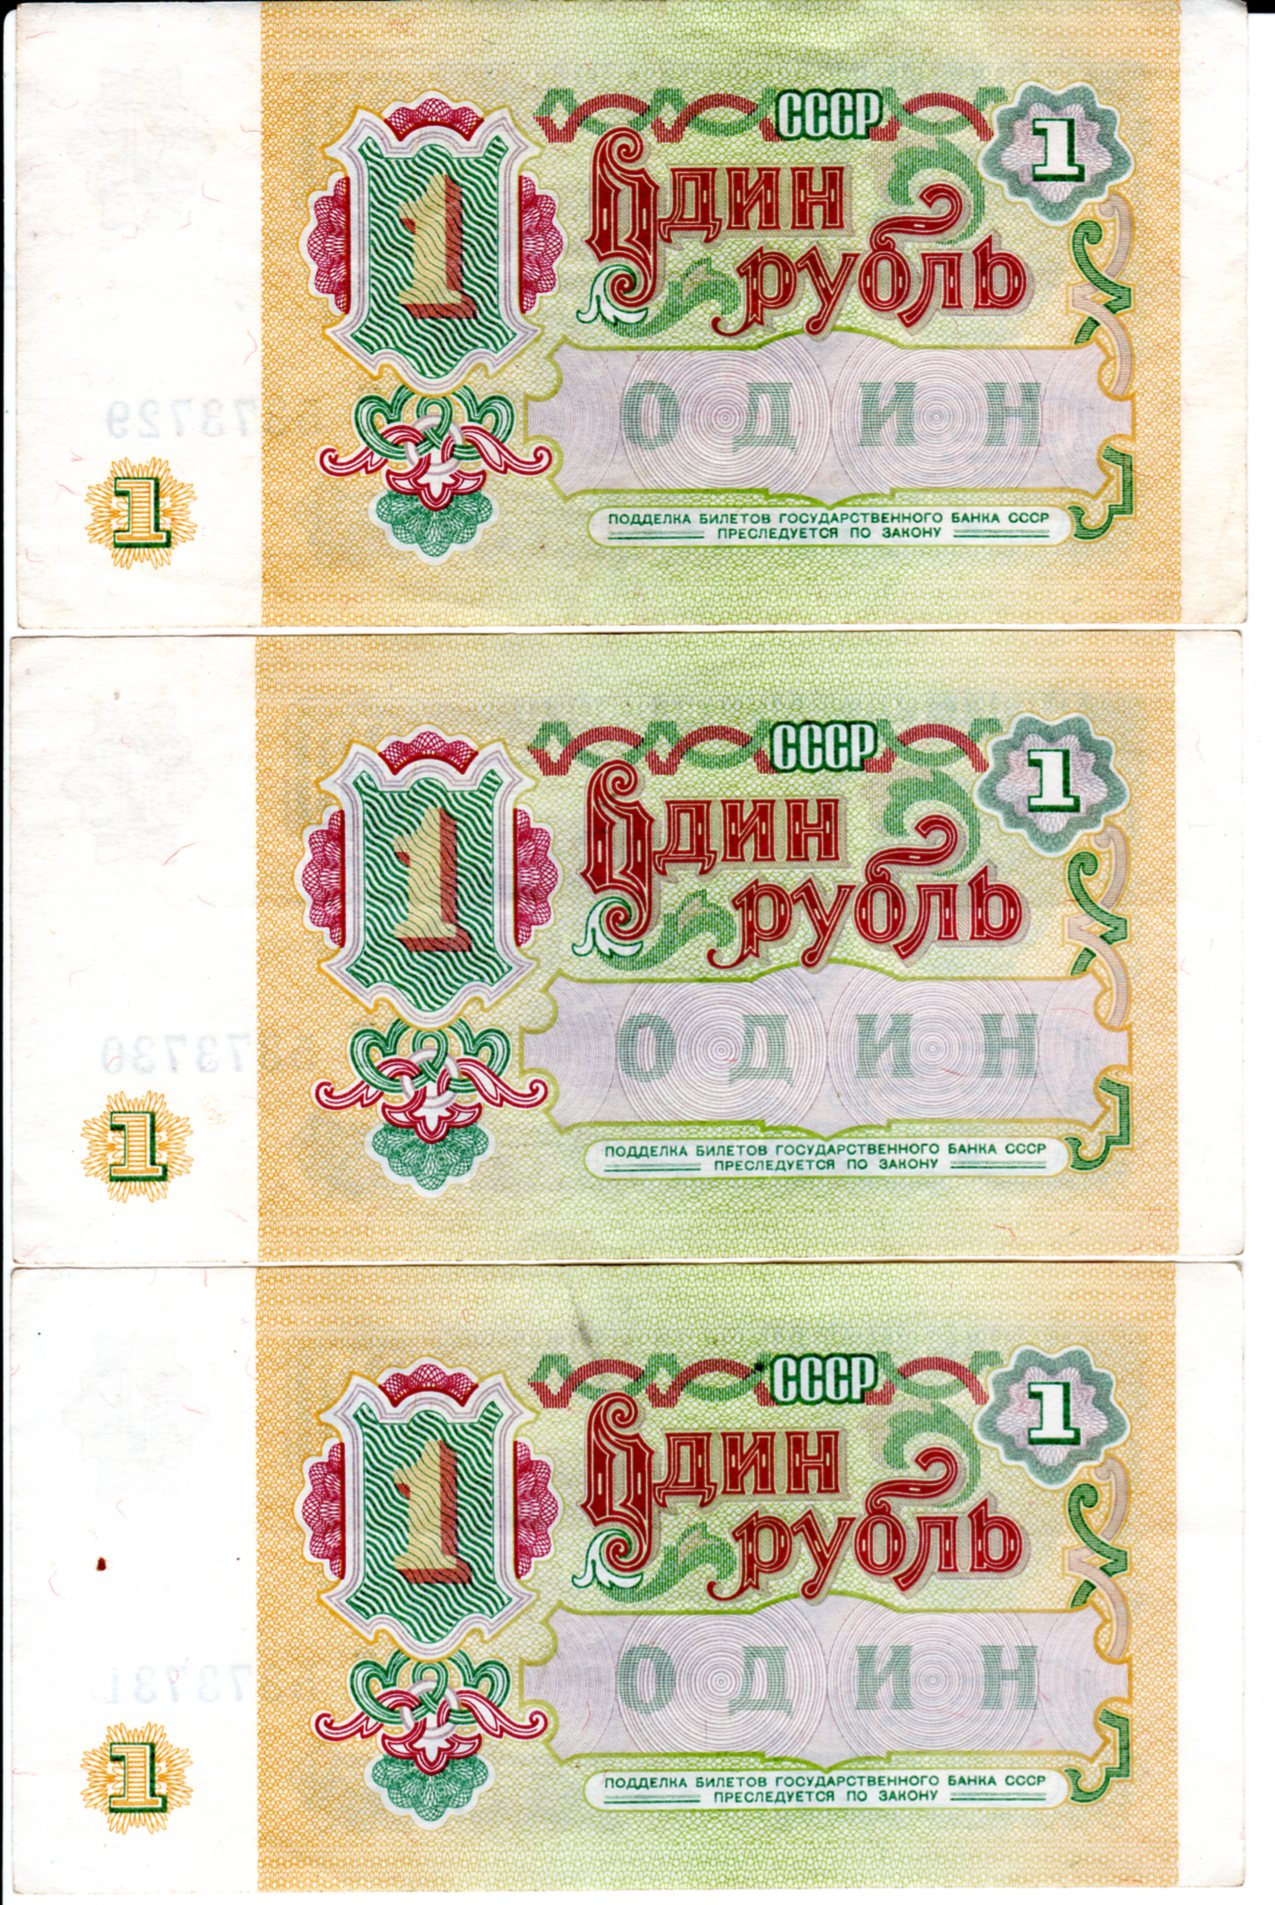 СССР
1
1
Один
рубль
ОДИН
1
ПОДДЕЛКА БИЛЕТОВ ГОСУДАРСТВЕННОГО БАНКА СССР
ПРЕСЛЕДУЕТСЯ ПО ЗАКОНУ
СССР
1
1
Один
рубль
ОДИН
1
ПОДДЕЛКА БИЛЕТОВ ГОСУДАРСТВЕННОГО БАНКА СССР
ПРЕСЛЕДУЕТСЯ ПО ЗАКОНУ
СССР
1
1
Один
рубль
ОДИН
1
ПОДДЕЛКА БИЛЕТОВ ГОСУДАРСТВЕННОГО БАНКА СССР
ПРЕСЛЕДУЕТСЯ ПО ЗАКОНУ